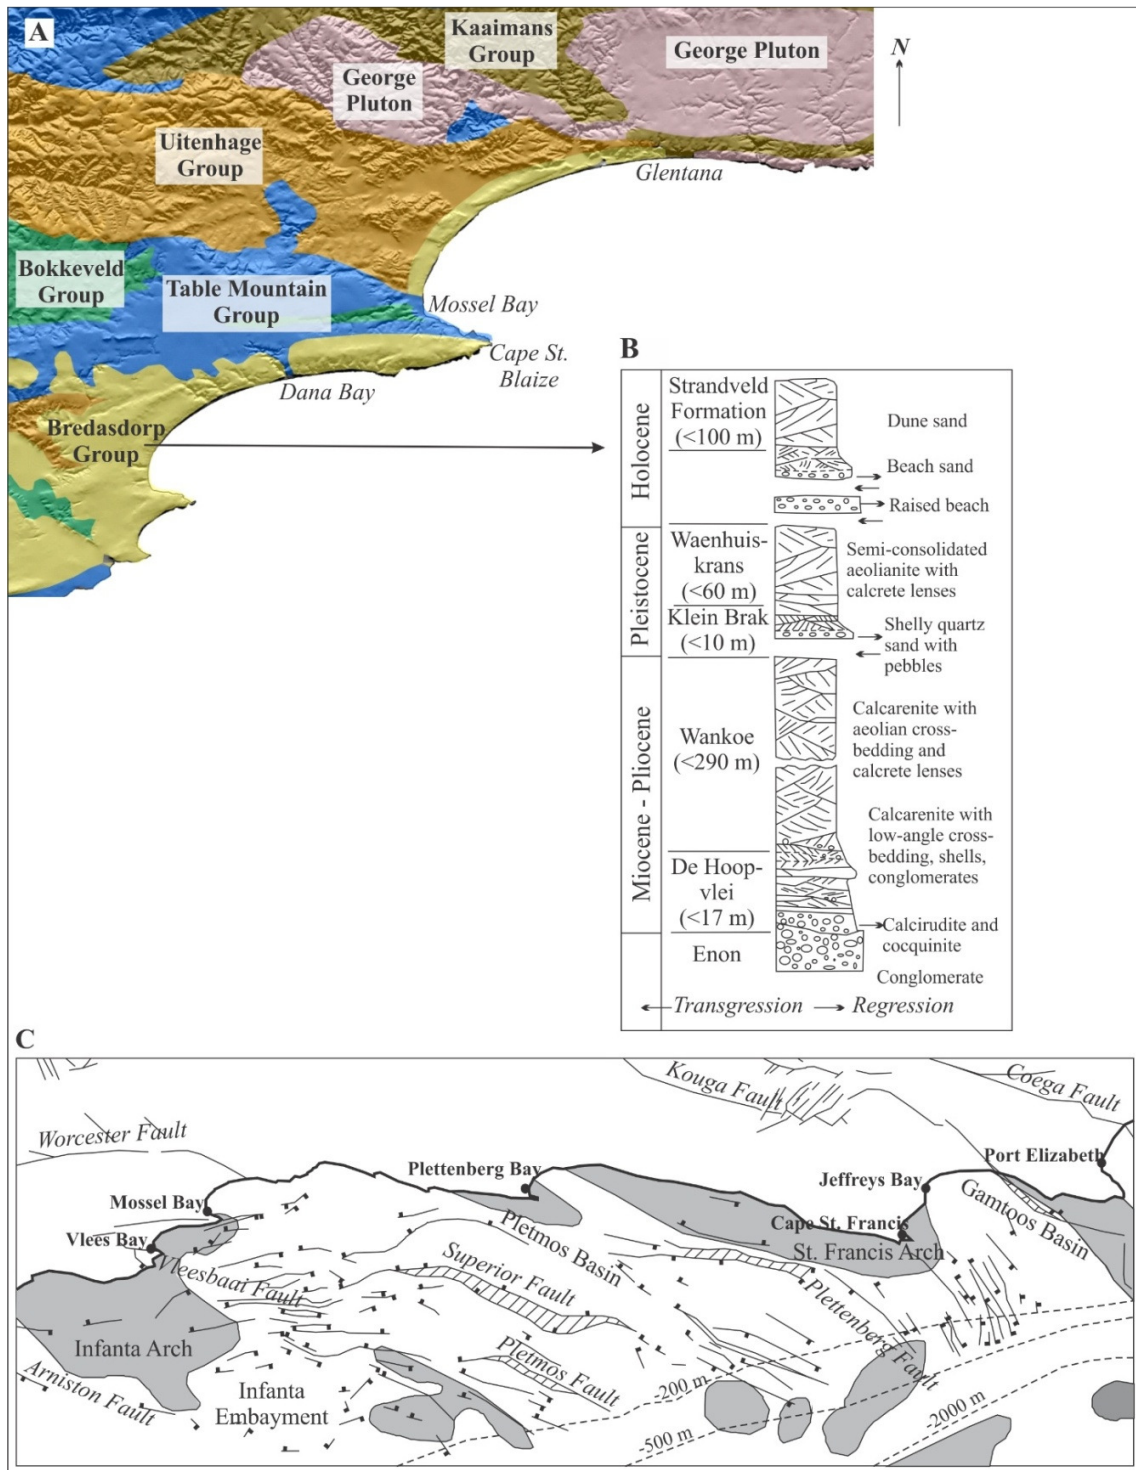 A
Kaaimans
Group
George Pluton
George
Pluton
N
Uitenhage
Group
Glentana
Bokkeveld
Group
Table Mountain
Group
Mossel Bay
Cape St.
Blaize
Dana Bay
Bredasdorp
Group
B
Holocene
Strandveld
Formation
(<100 m)
Dune sand
Beach sand
Raised beach
Pleistocene
Waenhuis-
krans
(<60 m)
Semi-consolidated
aeolianite with
calcrete lenses
Klein Brak
(<10 m)
Shelly quartz
sand with
pebbles
Miocene - Pliocene
Wankoe
(<290 m)
Calcarenite with
aeolian cross-
bedding and
calcrete lenses
Calcarenite with
low-angle cross-
bedding, shells,
conglomerates
De Hoop-
vlei
(<17 m)
Calcirudite and
cocquinite
Enon
Conglomerate
Transgression
Regression
C
Kouga Fault
Coega Fault
Worcester Fault
Plettenberg Bay
Port Elizabeth
Jeffreys Bay
Mossel Bay
Gamtoos Basin
Cape St. Francis
Vlees Bay
Pletmos Basin
St. Francis Arch
Vleesbaai Fault
Superior Fault
Plettenberg Fault
Infanta Arch
Pletmos Fault
Arniston Fault
Infanta
Embayment
-200 m
-500 m
-2000 m